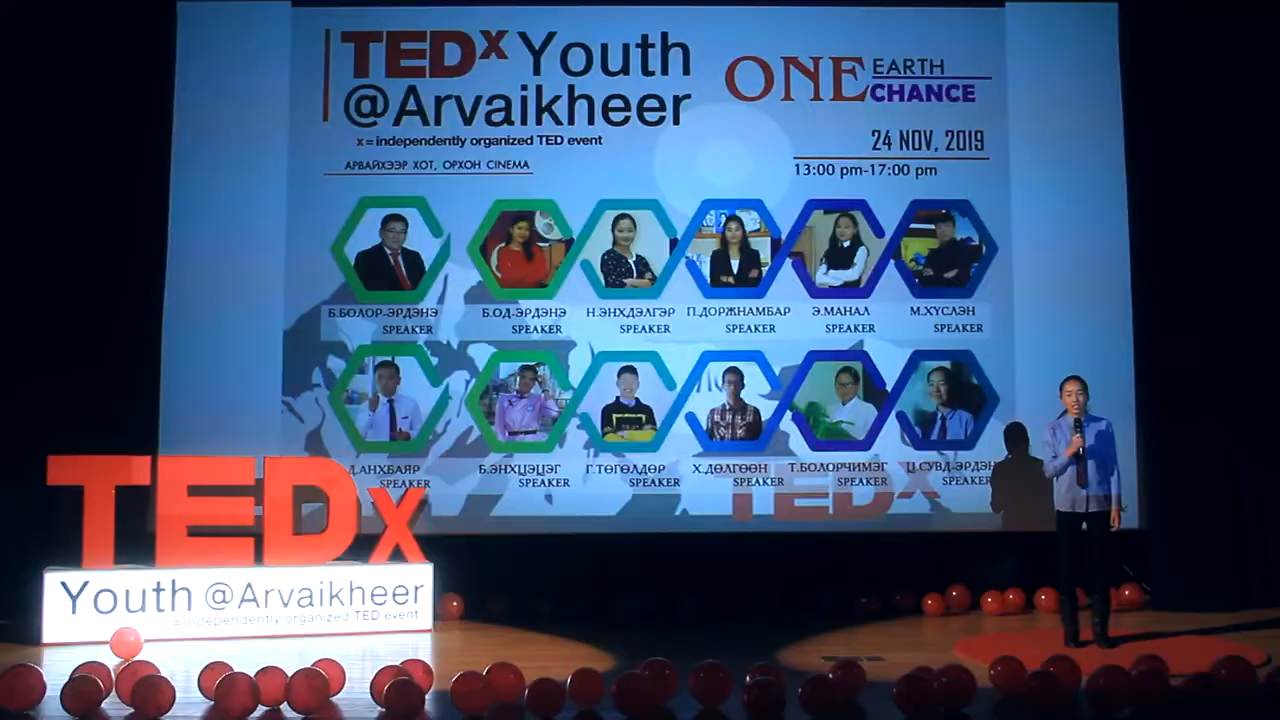 TEDx Youth
@Arvaikheer
x = independently organized TED event
АРВАЙХЭЭР ХОТ, ОРХОН CINEMA
ONE EARTH
CHANCE
24 NOV, 2019
13:00 pm-17:00 pm
Б.БОЛОР-ЭРДЭНЭ
SPEAKER
Б.ОД-ЭРДЭНЭ
SPEAKER
Н.ЭНХДЭЛГЭР
SPEAKER
П.ДОРЖНАМБАР
SPEAKER
Э.МАНАЛ
SPEAKER
М.ХҮСЛЭН
SPEAKER
Д.АНХБАЯР
SPEAKER
Б.ЭНХЦЭЦЭГ
SPEAKER
Г.ТӨГӨЛДӨР
SPEAKER
Х.ДӨЛГӨӨН
SPEAKER
Т.БОЛОРЧИМЭГ
SPEAKER
Ц.СУВД-ЭРДЭНЭ
SPEAKER
TEDx
TEDx
Youth @Arvaikheer
= independently organized TED event